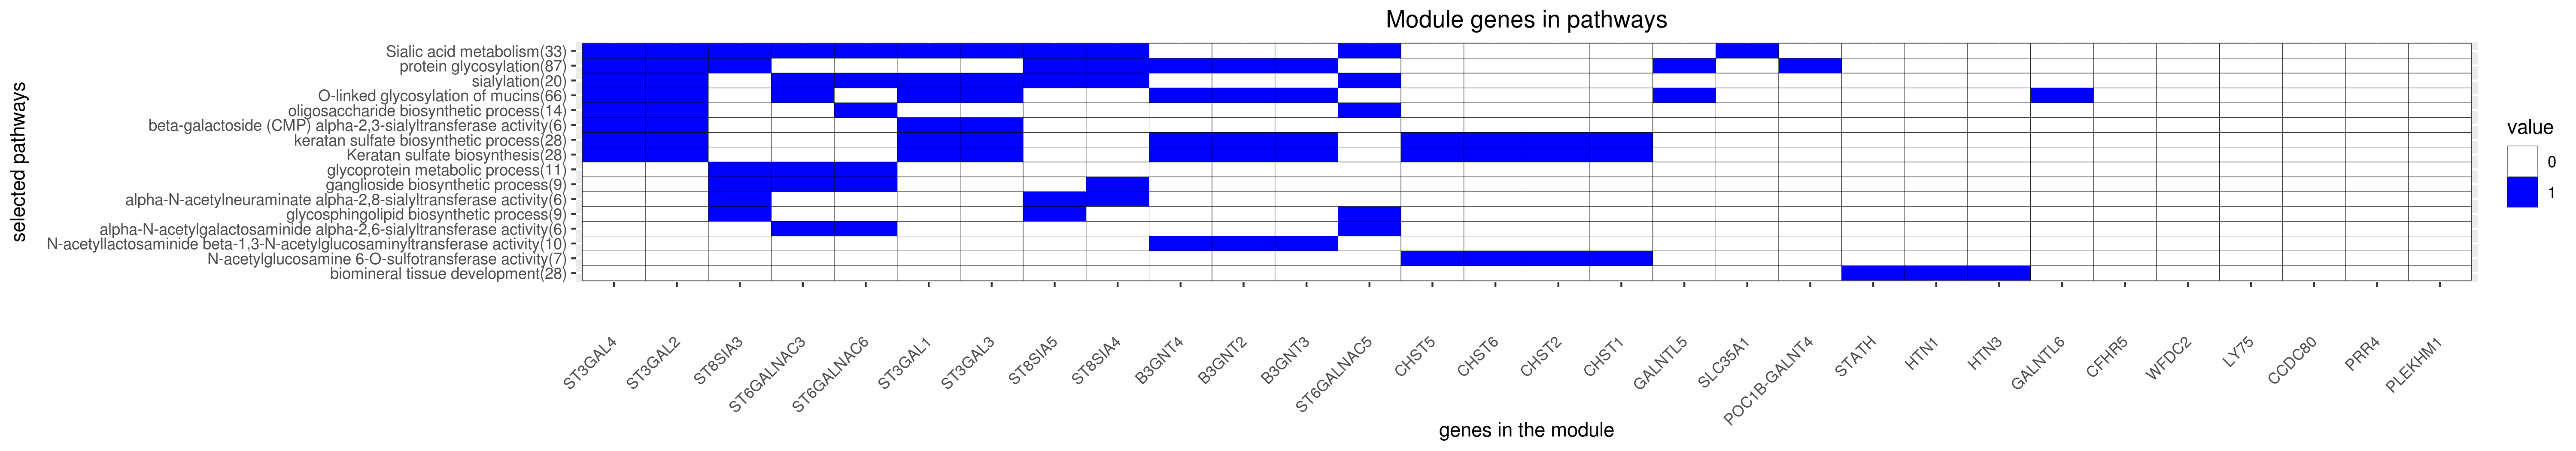 Module genes in pathways
selected pathways
Sialic acid metabolism(33)
protein glycosylation(87)
sialylation(20)
O-linked glycosylation of mucins(66)
oligosaccharide biosynthetic process(14)
beta-galactoside (CMP) alpha-2,3-sialyltransferase activity(6)
keratan sulfate biosynthetic process(28)
Keratan sulfate biosynthesis(28)
glycoprotein metabolic process(11)
ganglioside biosynthetic process(9)
alpha-N-acetylneuraminate alpha-2,8-sialyltransferase activity(6)
glycosphingolipid biosynthetic process(9)
alpha-N-acetylgalactosaminide alpha-2,6-sialyltransferase activity(6)
N-acetyllactosaminide beta-1,3-N-acetylglucosaminyltransferase activity(10)
N-acetylglucosamine 6-O-sulfotransferase activity(7)
biomineral tissue development(28)
ST3GAL4
ST3GAL2
ST8SIA3
ST6GALNAC3
ST6GALNAC6
ST3GAL1
ST3GAL3
ST8SIA5
ST8SIA4
B3GNT4
B3GNT2
B3GNT3
ST6GALNAC5
CHST5
CHST6
CHST2
CHST1
GALNTL5
SLC35A1
POC1B-GALNT4
STATH
HTN1
HTN3
GALNTL6
CFHR5
WFDC2
LY75
CCDC80
PRR4
PLEKHM1
genes in the module
value
0
1